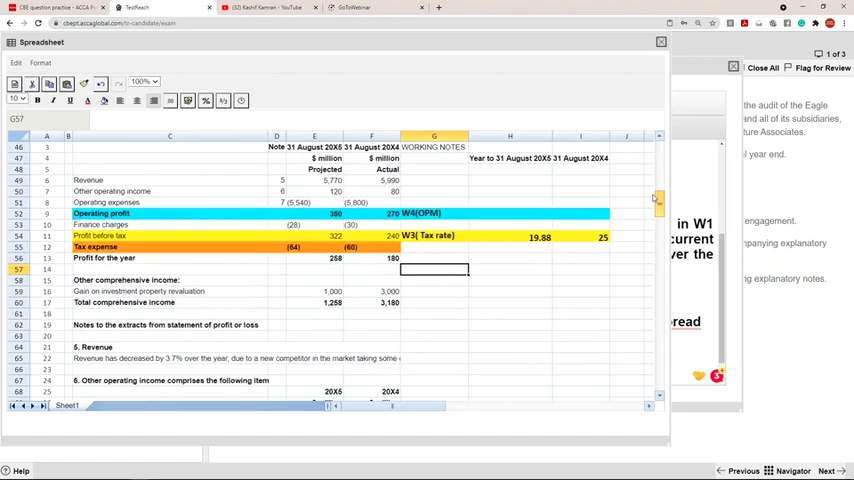 CBE question practice - ACCA P
TestReach
(32) Kashif Kamran - YouTube
GoToWebinar
cbept.accaglobal.com/tr-candidate/exam
Spreadsheet
1 of 3
Close All Flag for Review
Edit Format
100%
10 B I U A
G57
A B C D E F G H I J
46 3 Note 31 August 20X5 31 August 20X4 WORKING NOTES
47 4 $ million $ million Year to 31 August 20X5 31 August 20X4
48 5 Projected Actual
49 6 Revenue 5 5,770 5,990
50 7 Other operating income 6 120 80
51 8 Operating expenses 7 (5,540) (5,800)
52 9 Operating profit 350 270 W4(OPM)
53 10 Finance charges (28) (30)
54 11 Profit before tax 322 240 W3( Tax rate) 19.88 25
55 12 Tax expense (64) (60)
56 13 Profit for the year 258 180
57 14
58 15 Other comprehensive income:
59 16 Gain on investment property revaluation 1,000 3,000
60 17 Total comprehensive income 1,258 3,180
61 18
62 19 Notes to the extracts from statement of profit or loss
63 20
64 21 5. Revenue
65 22 Revenue has decreased by 3.7% over the year, due to a new competitor in the market taking some
66 23
67 24 6. Other operating income comprises the following item
68 25 20X5 20X4
Sheet1
the audit of the Eagle
and all of its subsidiaries,
ture Associates.
al year end.
in W1
current
over the
engagement.
mpanying explanatory
ng explanatory notes.
read
3
Help
Previous Navigator Next